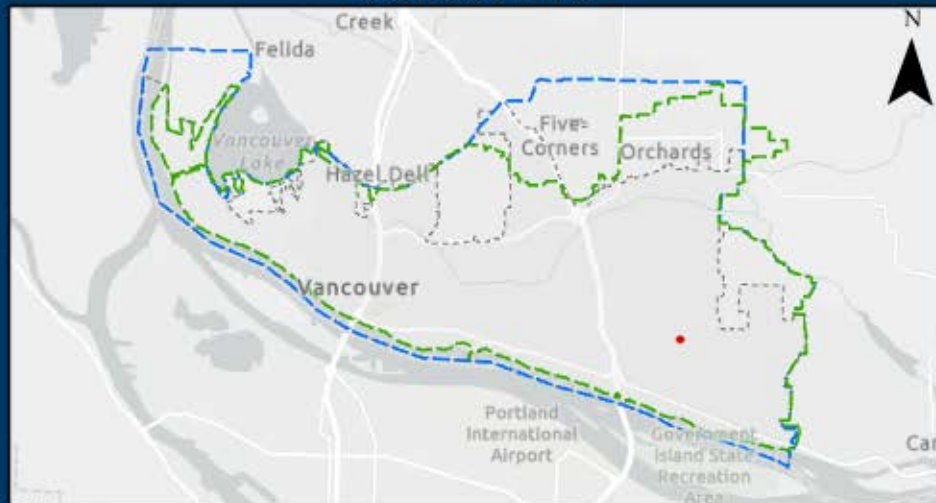 Creek
N
Felida
Vancouver
Lake
Five
Corners
Orchards
Hazel Dell
Vancouver
Portland
International
Airport
Government
Island State
Recreation
Area
Ca